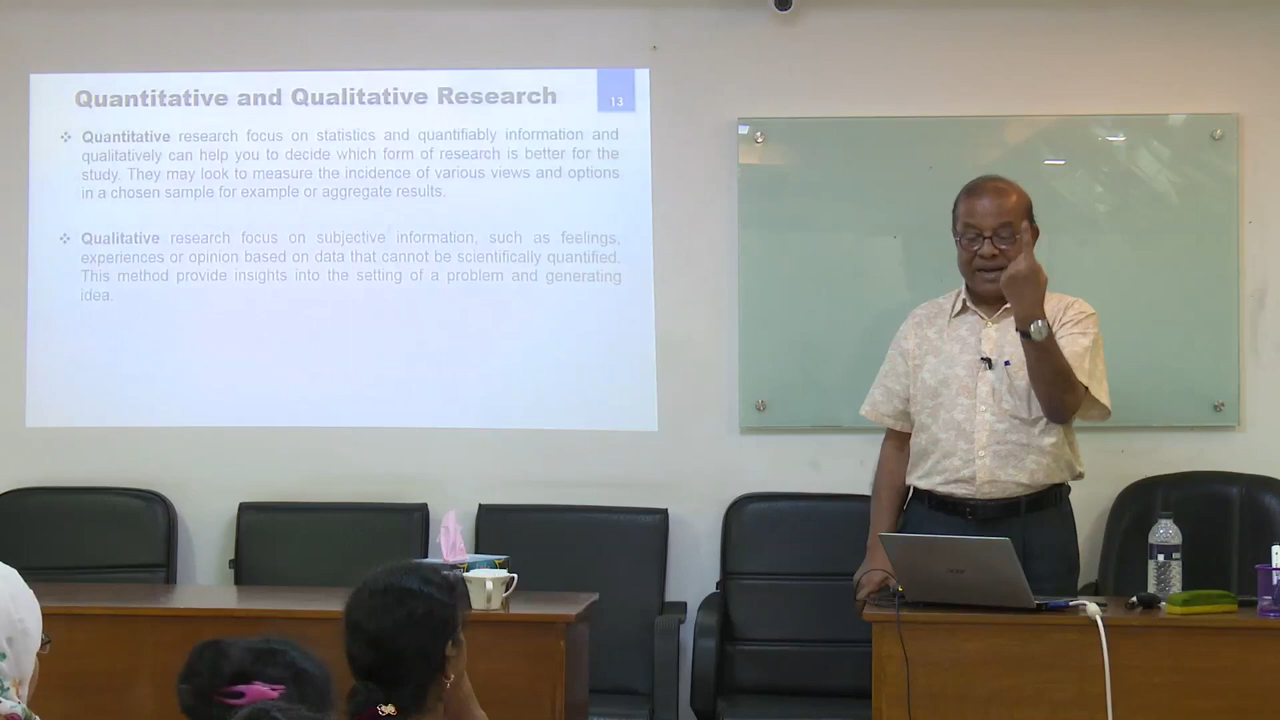 Quantitative and Qualitative Research
13
❖ Quantitative research focus on statistics and quantifiably information and
qualitatively can help you to decide which form of research is better for the
study. They may look to measure the incidence of various views and options
in a chosen sample for example or aggregate results.
❖ Qualitative research focus on subjective information, such as feelings,
experiences or opinion based on data that cannot be scientifically quantified.
This method provide insights into the setting of a problem and generating
idea.